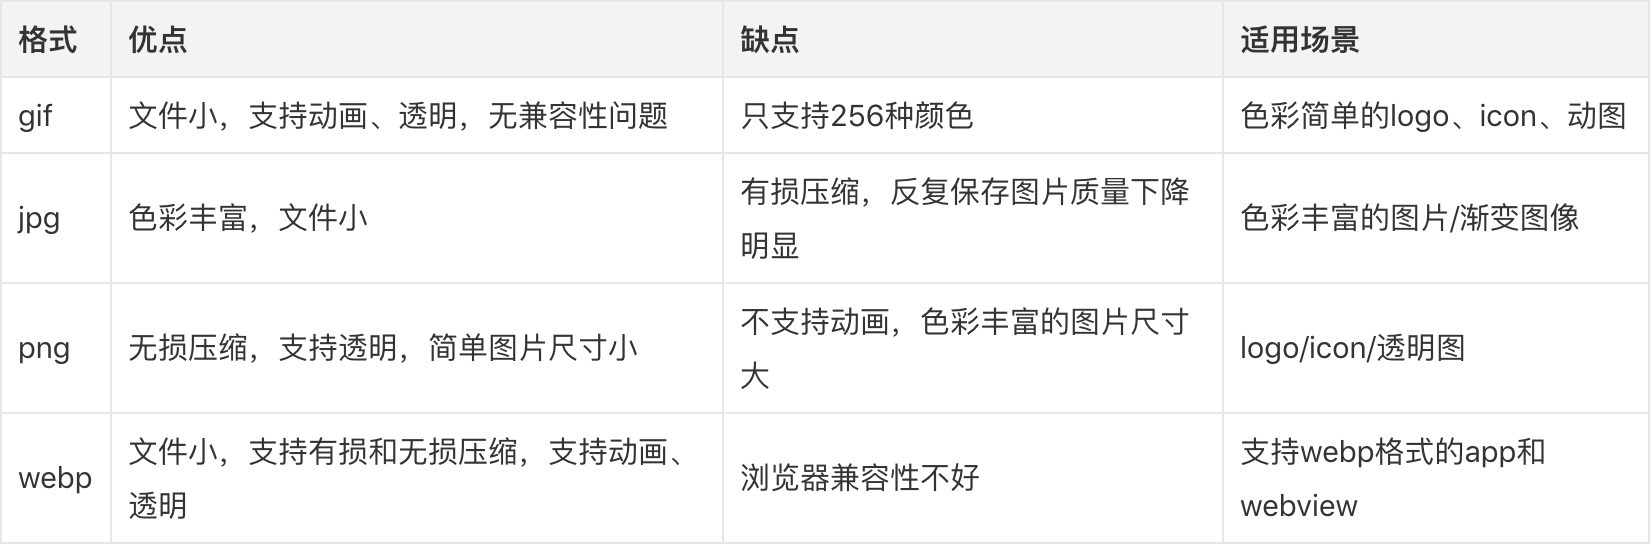 格式 优点 缺点 适用场景
gif 文件小，支持动画、透明，无兼容性问题 只支持256种颜色 色彩简单的logo、icon、动图
jpg 色彩丰富，文件小 有损压缩，反复保存图片质量下降
明显 色彩丰富的图片/渐变图像
png 无损压缩，支持透明，简单图片尺寸小 不支持动画，色彩丰富的图片尺寸
大 logo/icon/透明图
webp 文件小，支持有损和无损压缩，支持动画、
透明 浏览器兼容性不好 支持webp格式的app和
webview